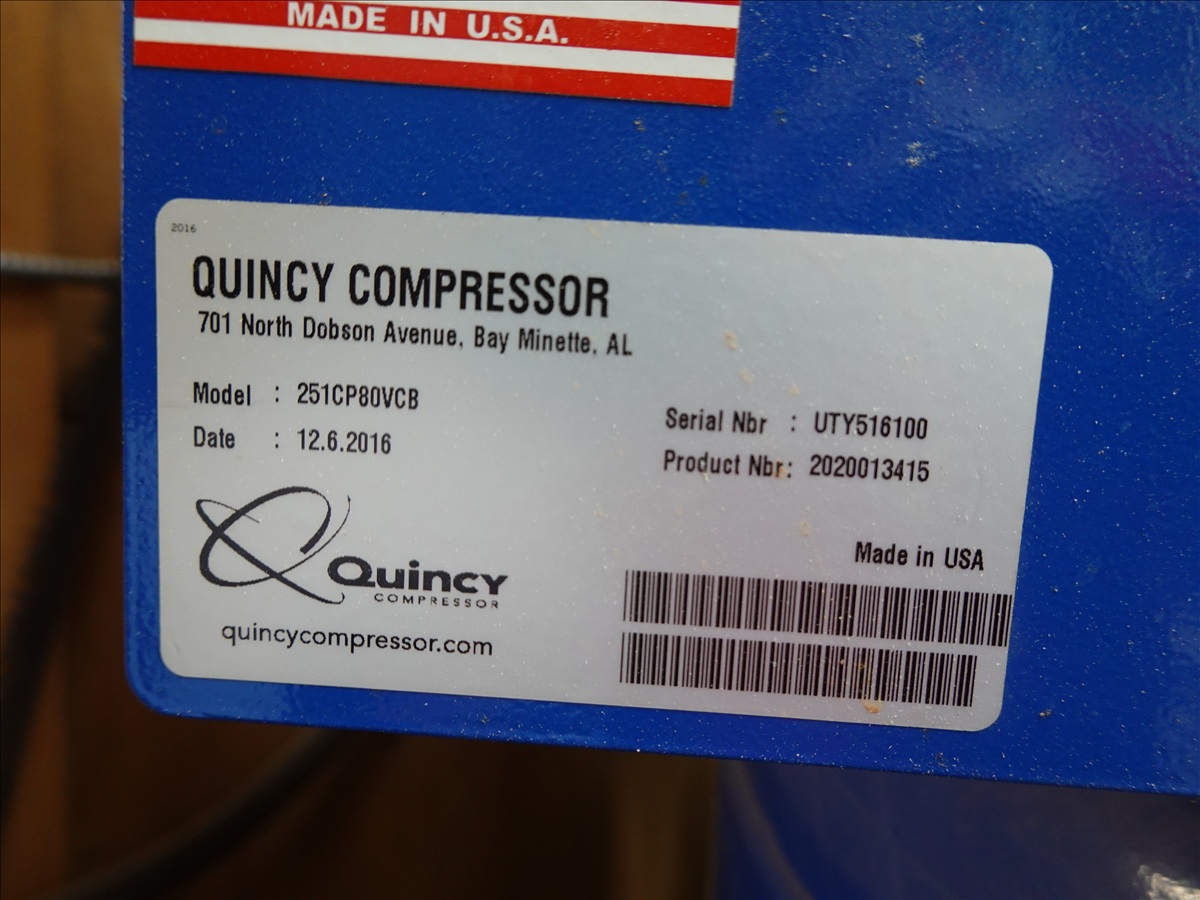 MADE IN U.S.A.
2016
QUINCY COMPRESSOR
701 North Dobson Avenue, Bay Minette, AL
Model : 251CP80VCB
Date : 12.6.2016
Serial Nbr : UTY516100
Product Nbr: 2020013415
Made in USA
Quincy
COMPRESSOR
quincycompressor.com